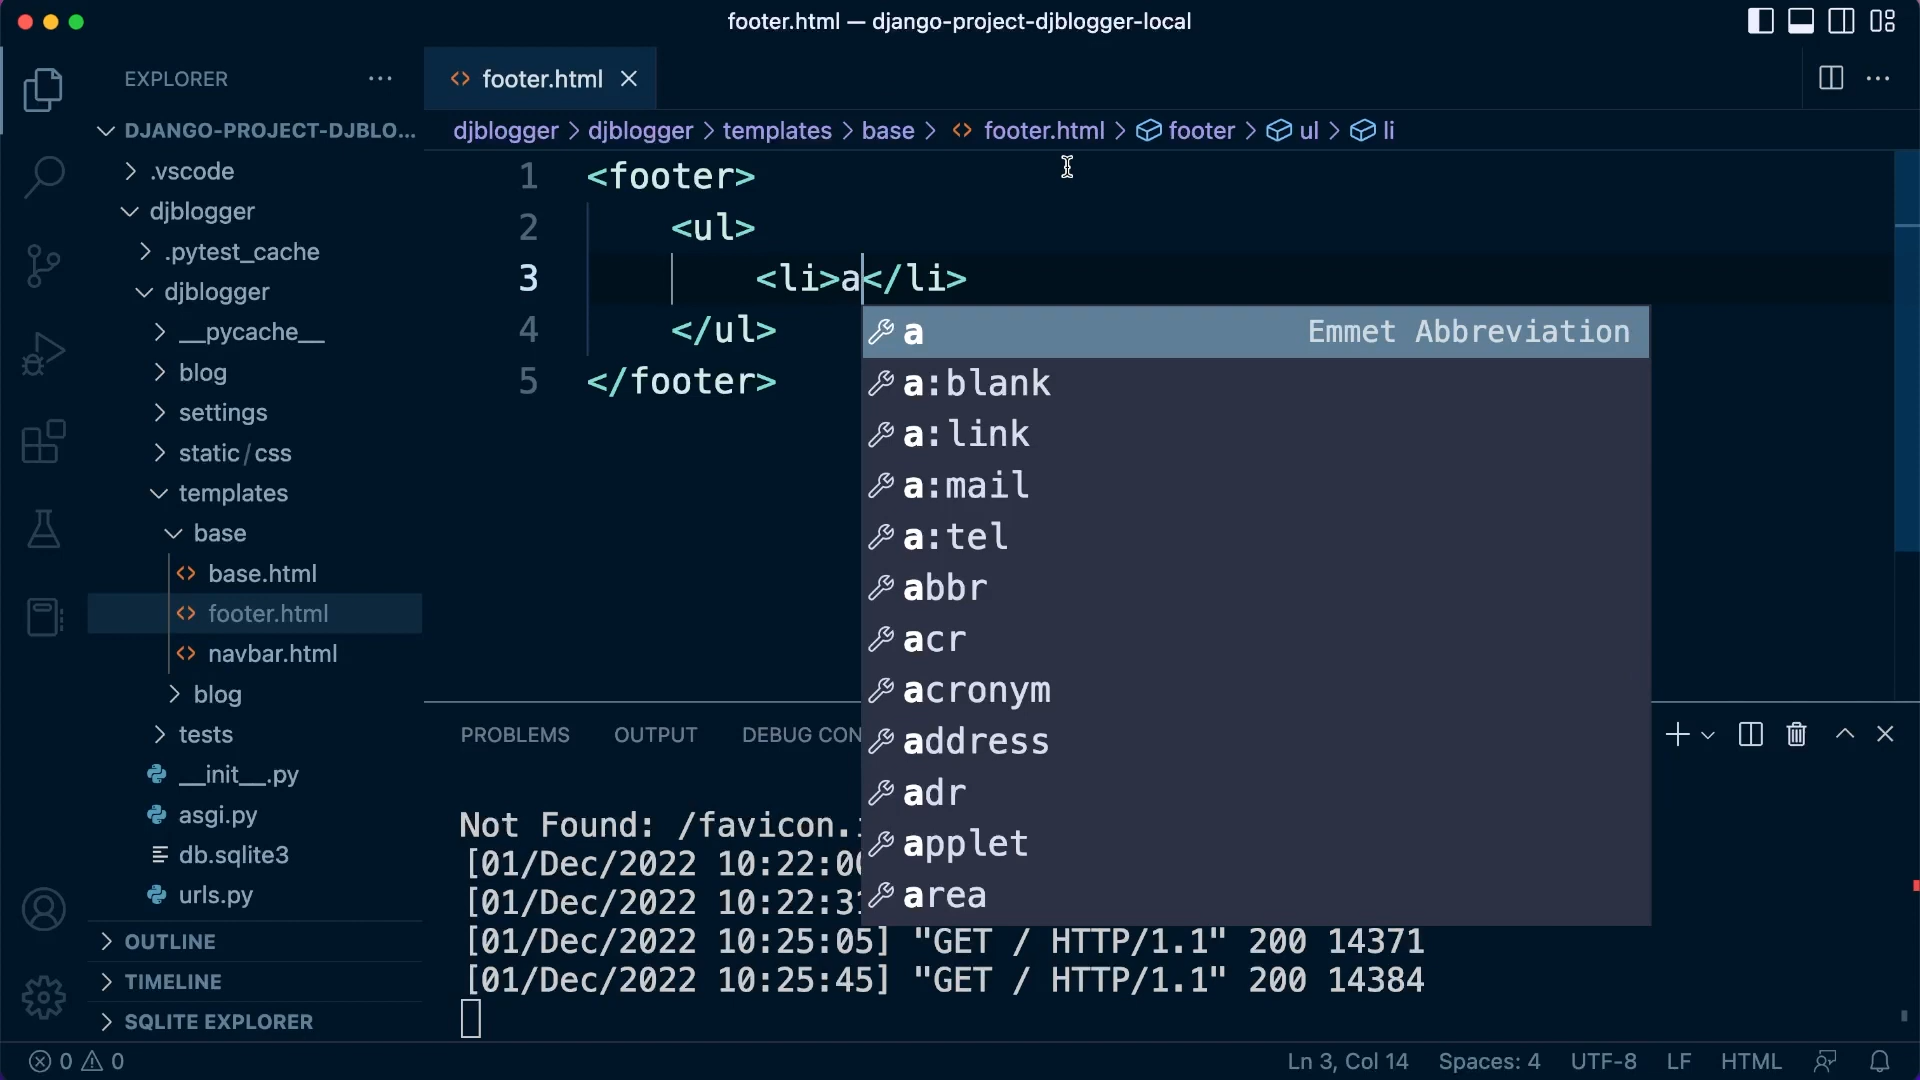 footer.html — django-project-djblogger-local
EXPLORER
DJANGO-PROJECT-DJBLO...
.vscode
djblogger
.pytest_cache
djblogger
__pycache__
blog
settings
static/css
templates
base
base.html
footer.html
navbar.html
blog
tests
__init__.py
asgi.py
db.sqlite3
urls.py
OUTLINE
TIMELINE
SQLITE EXPLORER
footer.html
djblogger > djblogger > templates > base > footer.html > footer > ul > li
1 <footer>
2 <ul>
3 <li>a</li>
4 </ul>
5 </footer>
a Emmet Abbreviation
a:blank
a:link
a:mail
a:tel
abbr
acr
acronym
address
adr
applet
area
PROBLEMS OUTPUT DEBUG CON
Not Found: /favicon.
[01/Dec/2022 10:22:00
[01/Dec/2022 10:22:31
[01/Dec/2022 10:25:05] "GET / HTTP/1.1" 200 14371
[01/Dec/2022 10:25:45] "GET / HTTP/1.1" 200 14384
0 0
Ln 3, Col 14 Spaces: 4 UTF-8 LF HTML